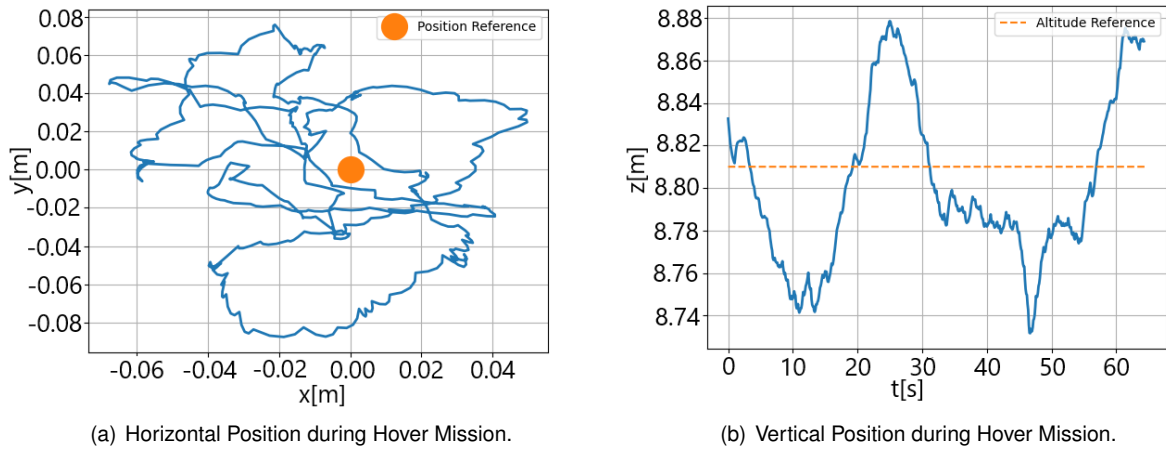 0.08
0.06
0.04
0.02
0.00
-0.02
-0.04
-0.06
-0.08
y[m]
Position Reference
-0.06 -0.04 -0.02 0.00 0.02 0.04
x[m]
(a) Horizontal Position during Hover Mission.
8.88
8.86
8.84
8.82
8.80
8.78
8.76
8.74
z[m]
Altitude Reference
0 10 20 30 40 50 60
t[s]
(b) Vertical Position during Hover Mission.